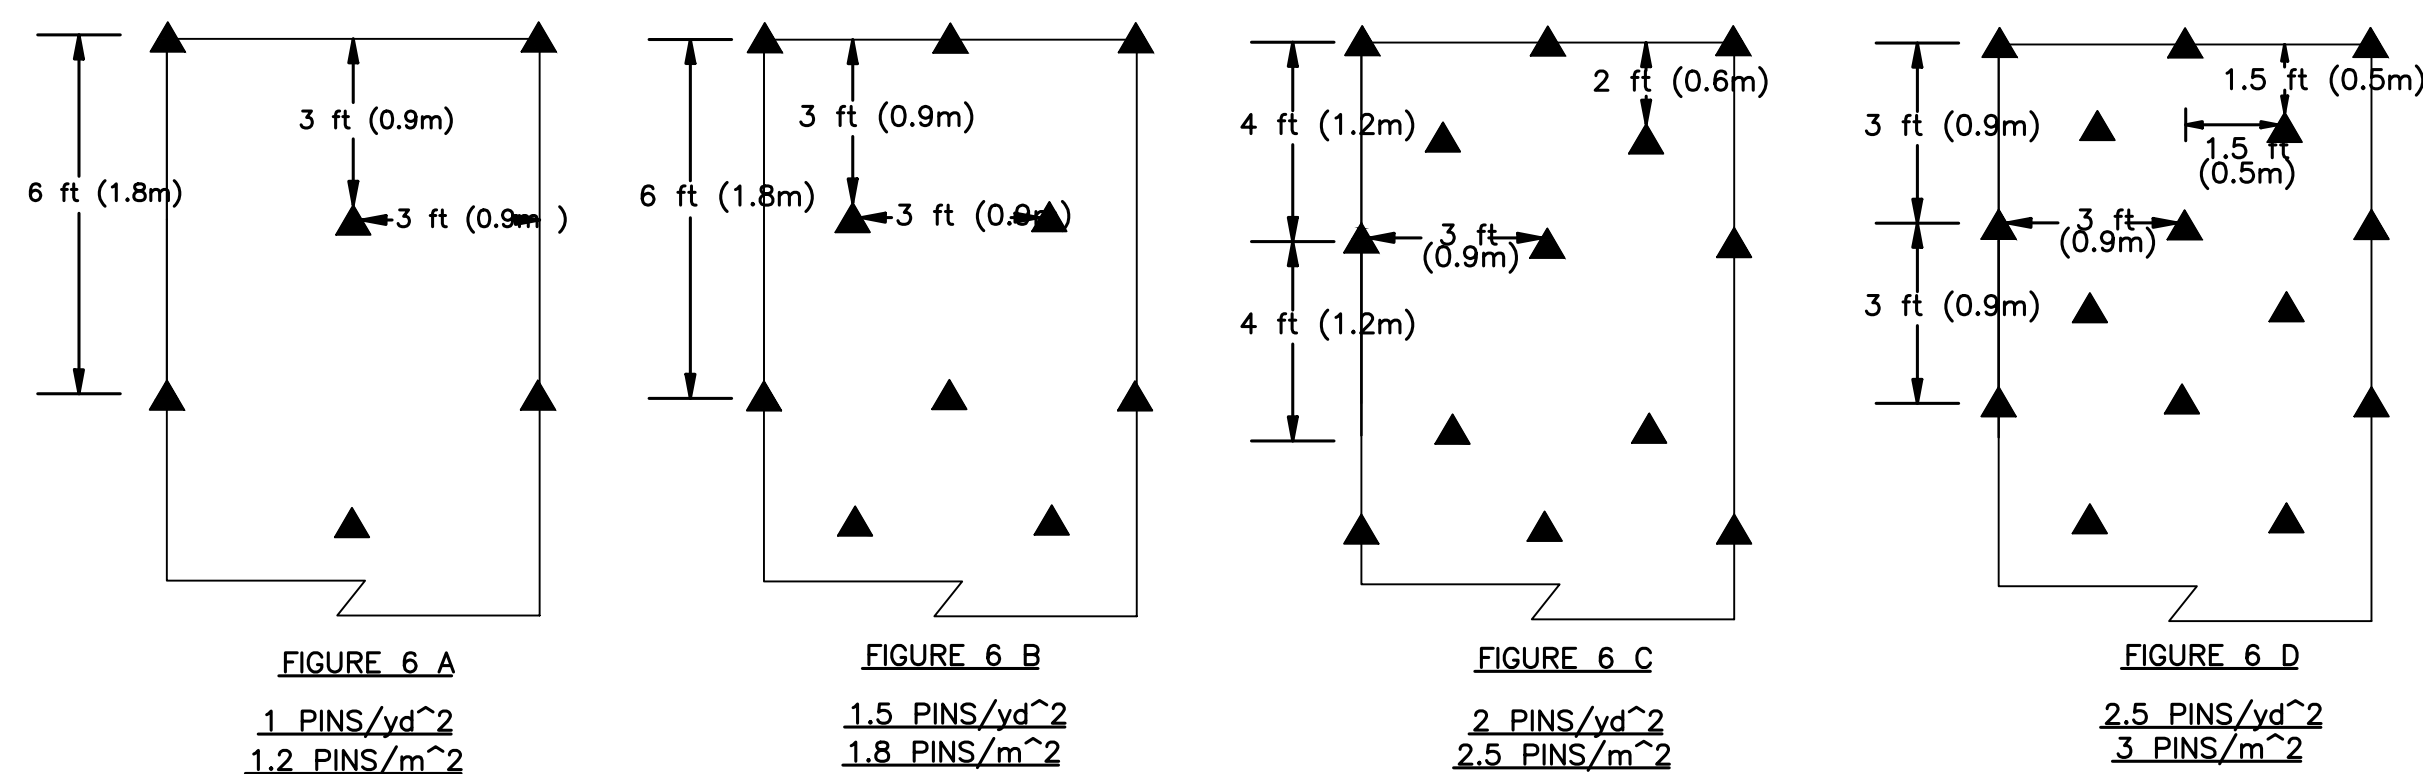 3 ft (0.9m)
6 ft (1.8m)
3 ft (0.9m )
FIGURE 6 A
1 PINS/yd^2
1.2 PINS/m^2
3 ft (0.9m)
6 ft (1.8m)
3 ft (0.9m)
FIGURE 6 B
1.5 PINS/yd^2
1.8 PINS/m^2
2 ft (0.6m)
4 ft (1.2m)
3 ft
(0.9m)
4 ft (1.2m)
FIGURE 6 C
2 PINS/yd^2
2.5 PINS/m^2
1.5 ft (0.5m)
3 ft (0.9m)
1.5 ft
(0.5m)
3 ft
(0.9m)
3 ft (0.9m)
FIGURE 6 D
2.5 PINS/yd^2
3 PINS/m^2